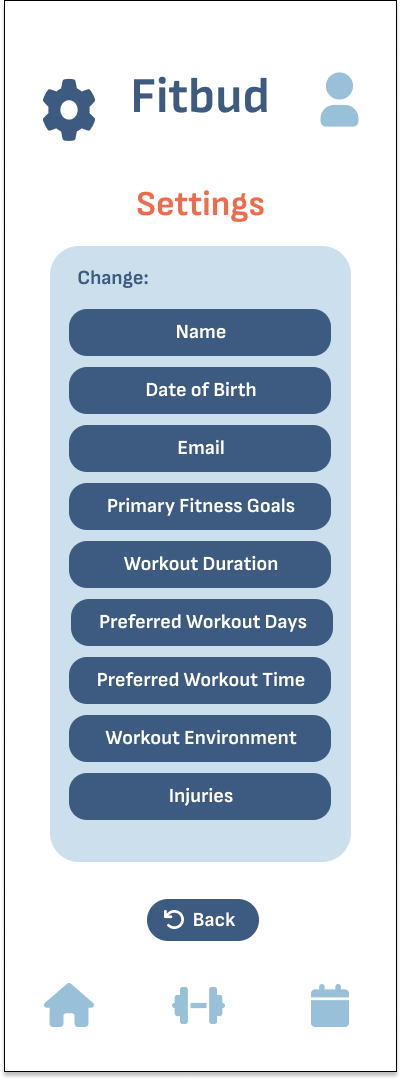 Fitbud
Settings
Change:
Name
Date of Birth
Email
Primary Fitness Goals
Workout Duration
Preferred Workout Days
Preferred Workout Time
Workout Environment
Injuries
Back